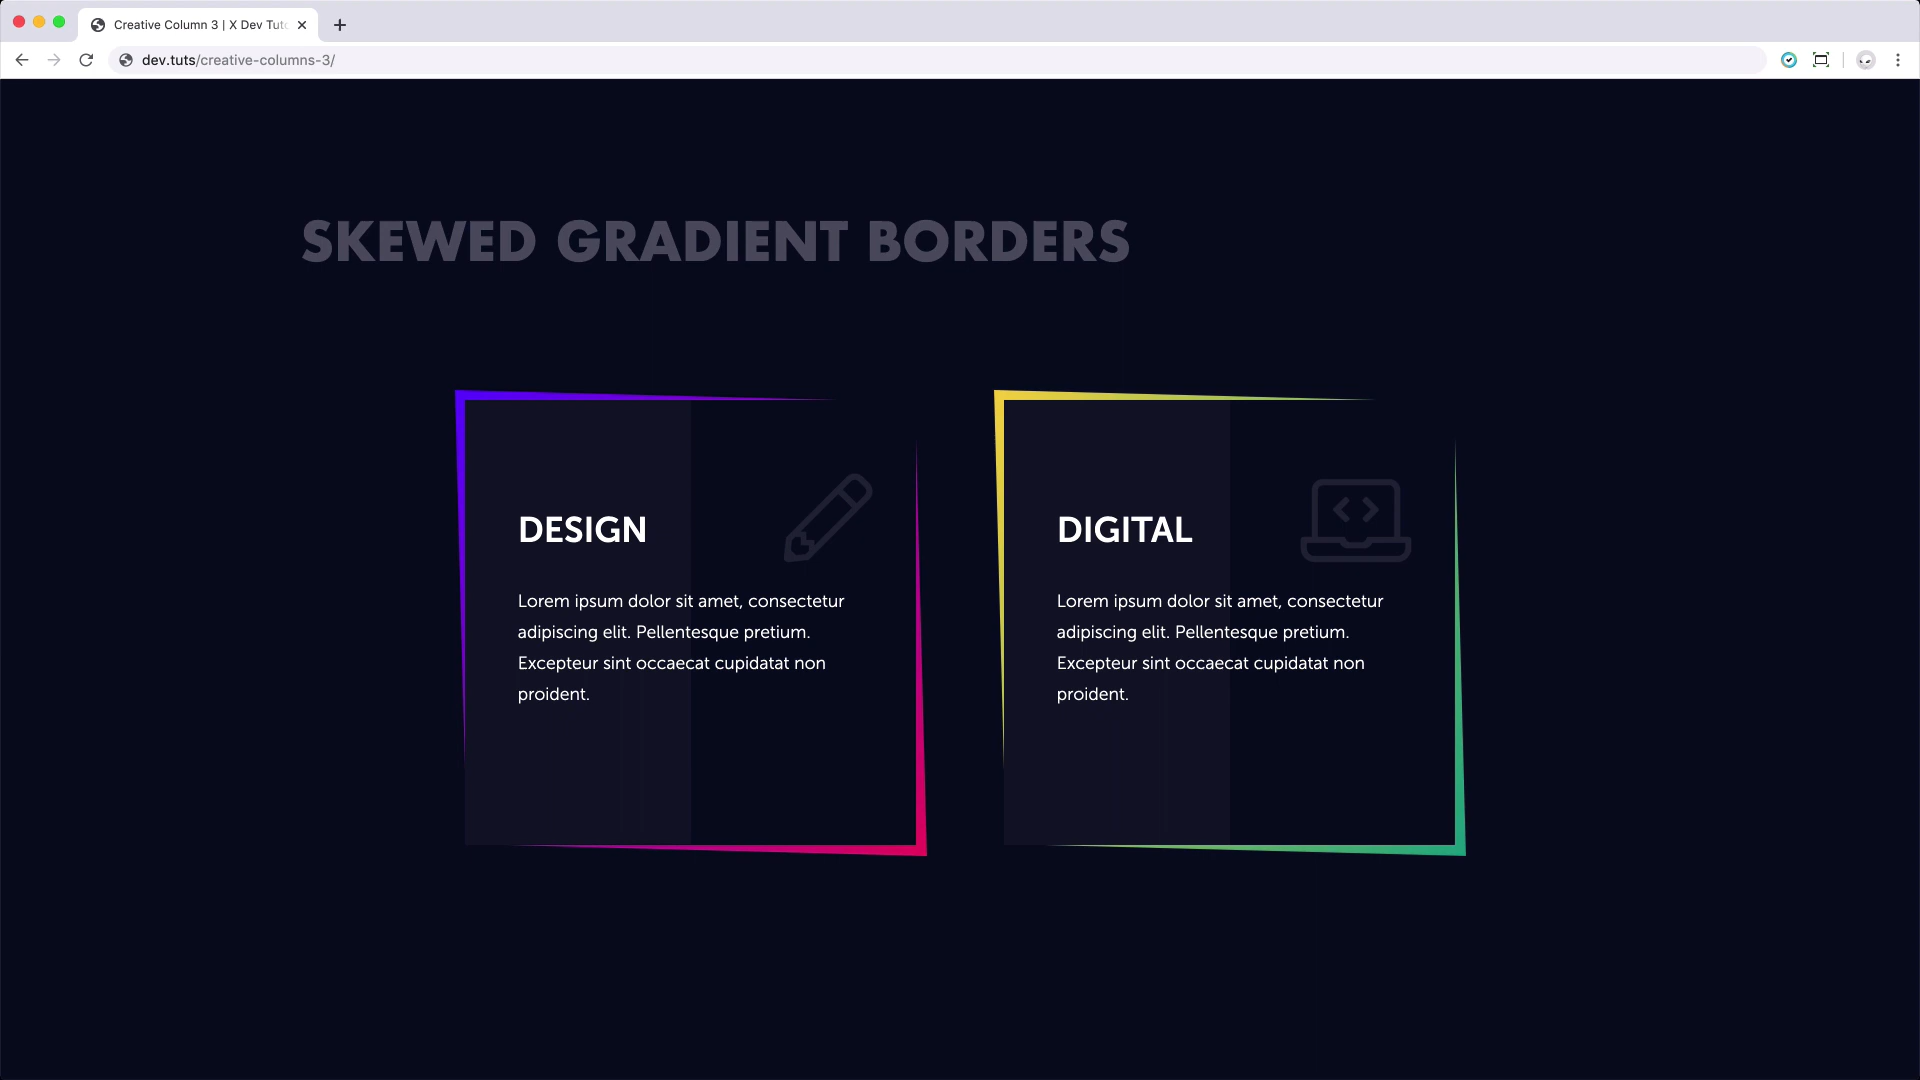 Creative Column 3 | X Dev Tuto
dev.tuts/creative-columns-3/
SKEWED GRADIENT BORDERS
DESIGN
Lorem ipsum dolor sit amet, consectetur
adipiscing elit. Pellentesque pretium.
Excepteur sint occaecat cupidatat non
proident.
DIGITAL
Lorem ipsum dolor sit amet, consectetur
adipiscing elit. Pellentesque pretium.
Excepteur sint occaecat cupidatat non
proident.